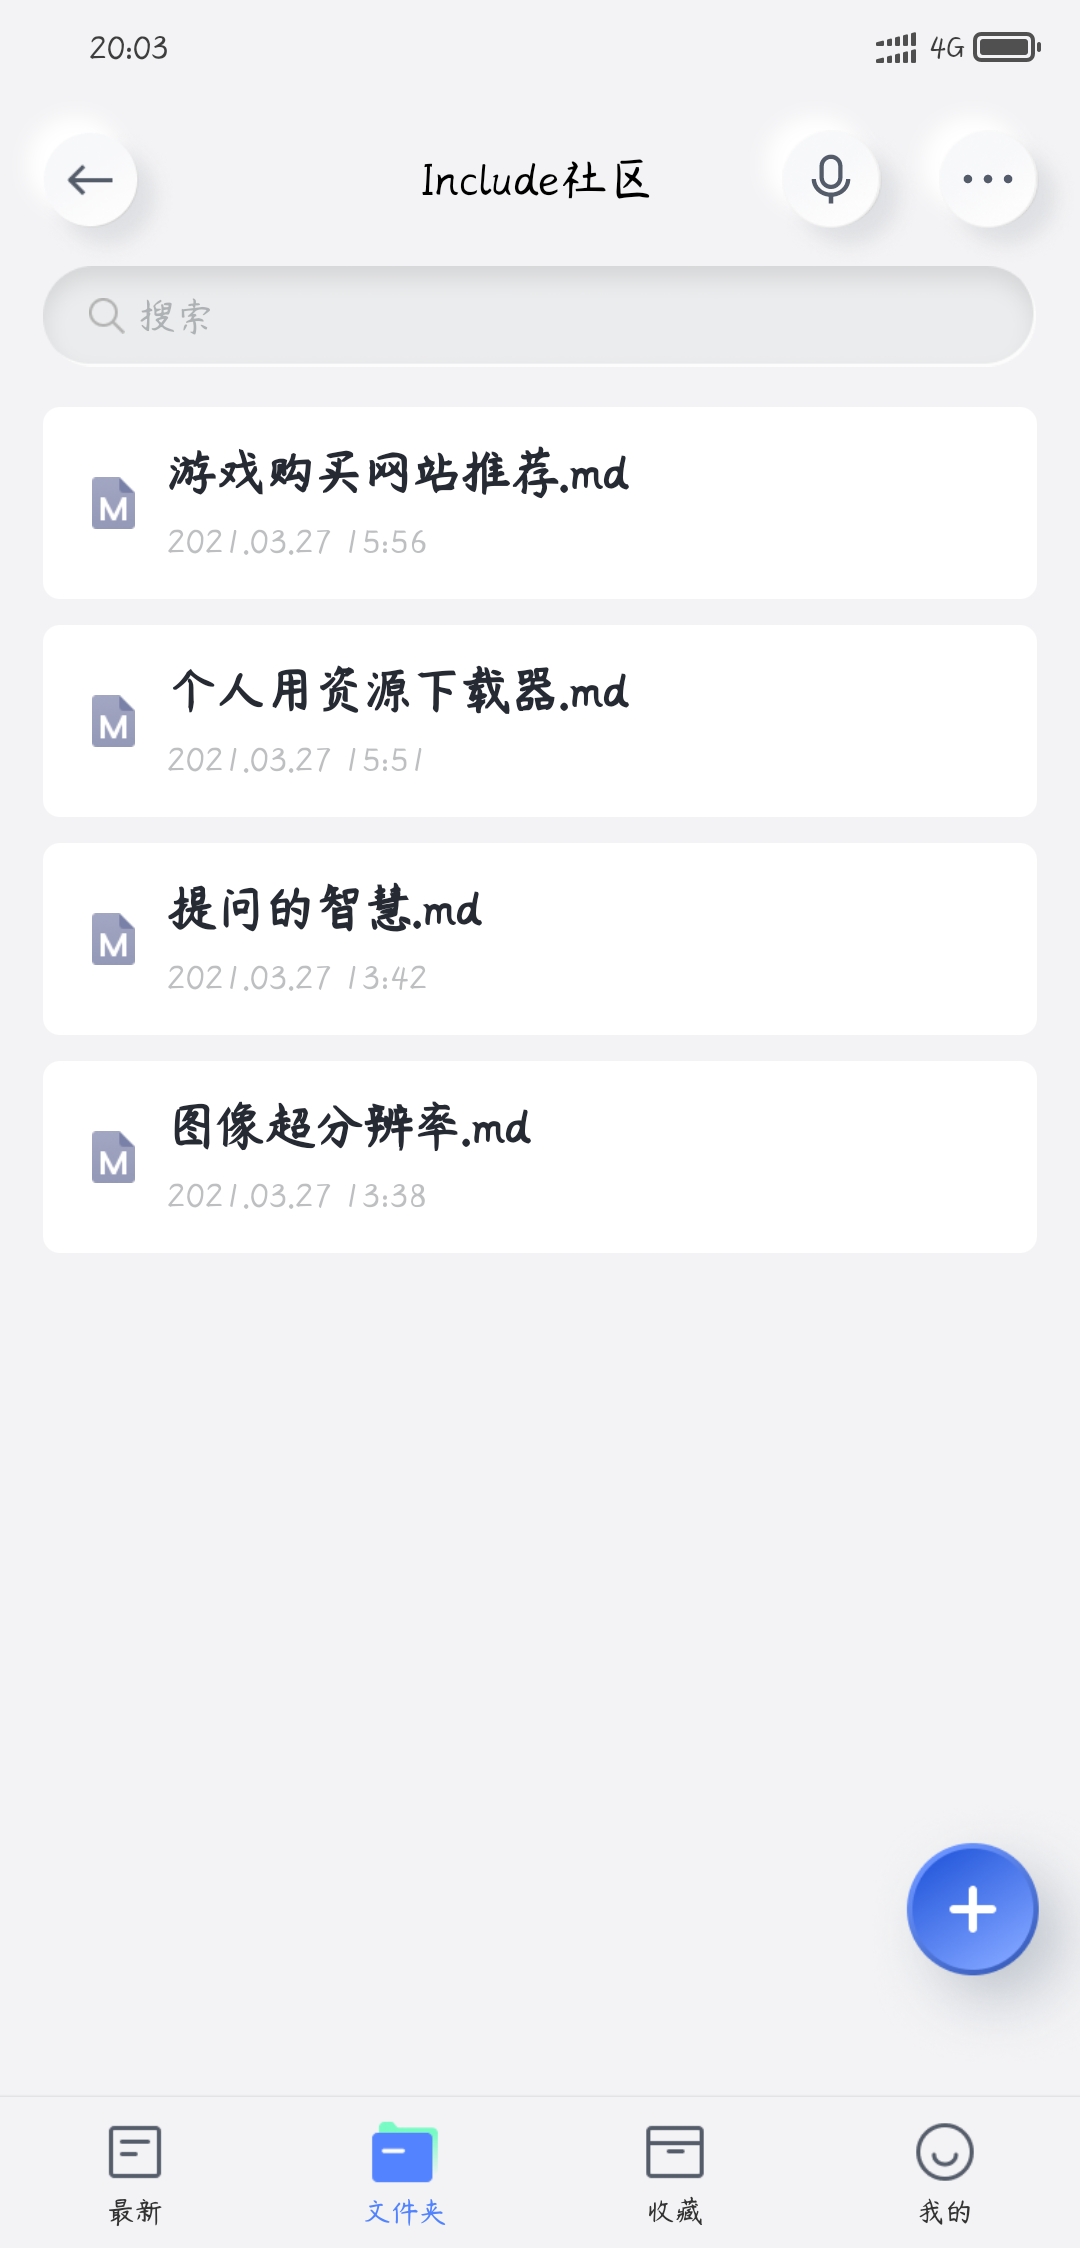 20:03
4G
Include社区
搜索
游戏购买网站推荐.md
2021.03.27 15:56
个人用资源下载器.md
2021.03.27 15:51
提问的智慧.md
2021.03.27 13:42
图像超分辨率.md
2021.03.27 13:38
最新
文件夹
收藏
我的